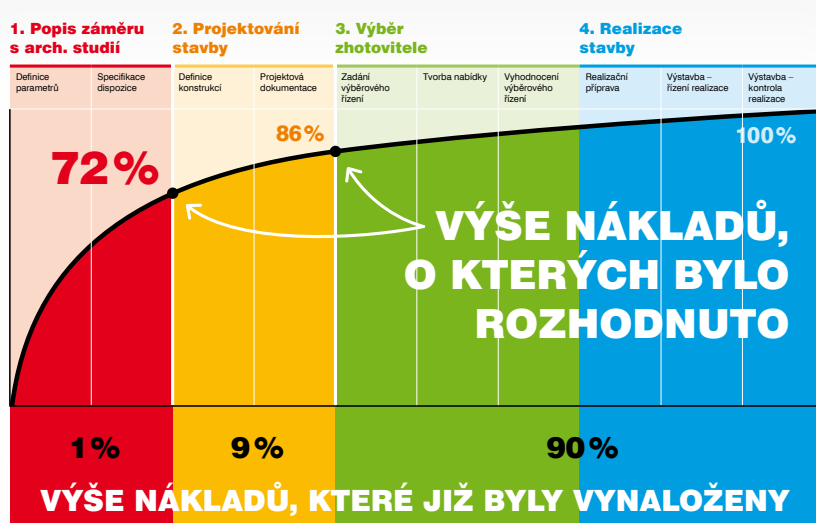 1. Popis záměru
s arch. studií
2. Projektování
stavby
3. Výběr
zhotovitele
4. Realizace
stavby
Definice
parametrů
Specifikace
dispozice
Definice
konstrukcí
Projektová
dokumentace
Zadání
výběrového
řízení
Tvorba nabídky
Vyhodnocení
výběrového
řízení
Realizační
příprava
Výstavba –
řízení realizace
Výstavba –
kontrola
realizace
72%
86%
100%
VÝŠE NÁKLADŮ,
O KTERÝCH BYLO
ROZHODNUTO
1%
9%
90%
VÝŠE NÁKLADŮ, KTERÉ JIŽ BYLY VYNALOŽENY